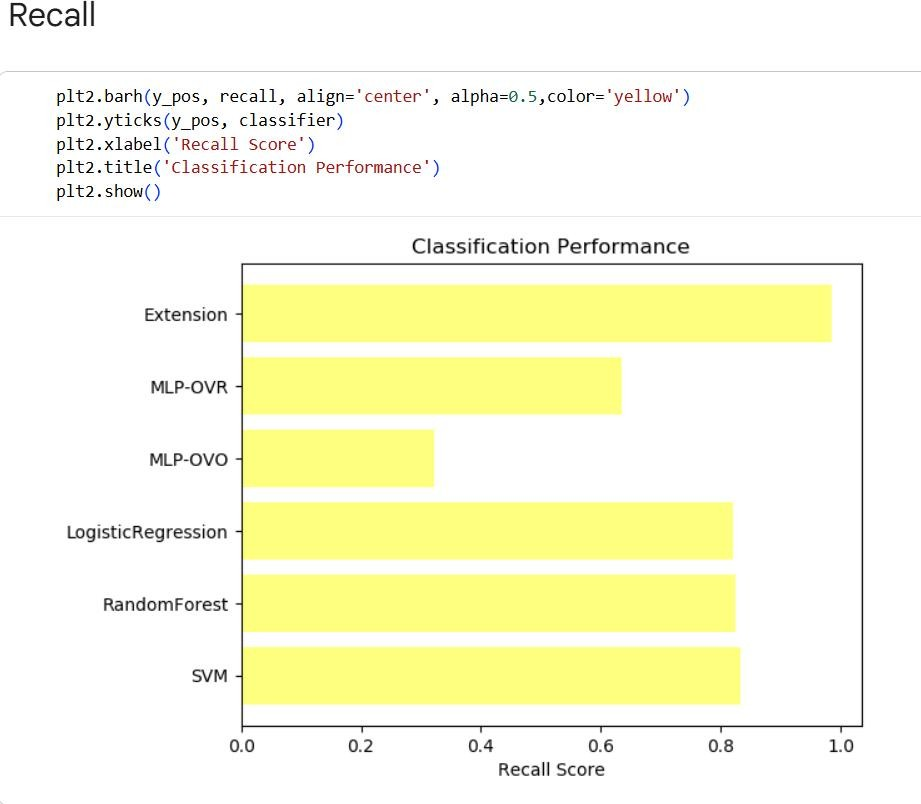 Recall
plt2.barh(y_pos, recall, align='center', alpha=0.5,color='yellow')
plt2.yticks(y_pos, classifier)
plt2.xlabel('Recall Score')
plt2.title('Classification Performance')
plt2.show()
Classification Performance
Extension
MLP-OVR
MLP-OVO
LogisticRegression
RandomForest
SVM
0.0 0.2 0.4 0.6 0.8 1.0
Recall Score